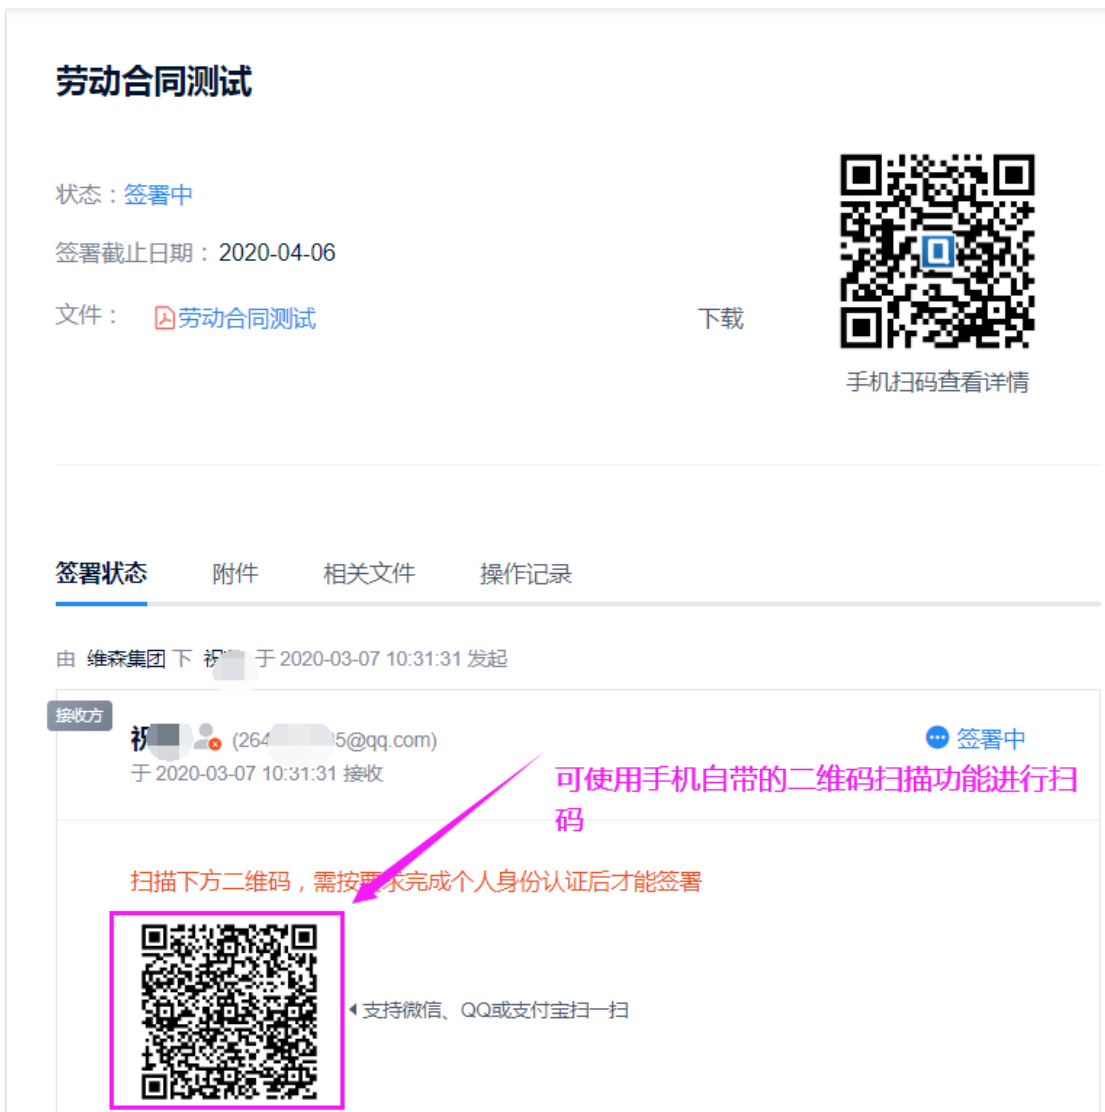 劳动合同测试
状态：签署中
签署截止日期： 2020-04-06
文件： 劳动合同测试 下载
手机扫码查看详情
签署状态 附件 相关文件 操作记录
由 维森集团 下 祝 于 2020-03-07 10:31:31 发起
接收方
祝 (264 5@qq.com) 签署中
于 2020-03-07 10:31:31 接收
可使用手机自带的二维码扫描功能进行扫
码
扫描下方二维码，需按要求完成个人身份认证后才能签署
支持微信、QQ或支付宝扫一扫